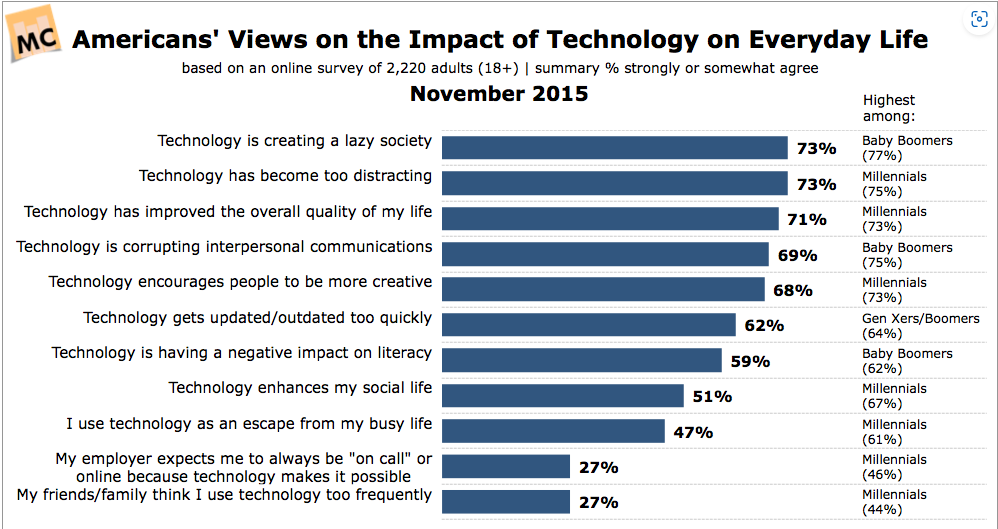 MC
Americans' Views on the Impact of Technology on Everyday Life
based on an online survey of 2,220 adults (18+) | summary % strongly or somewhat agree
November 2015
Highest
among:
Technology is creating a lazy society 73% Baby Boomers
(77%)
Technology has become too distracting 73% Millennials
(75%)
Technology has improved the overall quality of my life 71% Millennials
(73%)
Technology is corrupting interpersonal communications 69% Baby Boomers
(75%)
Technology encourages people to be more creative 68% Millennials
(73%)
Technology gets updated/outdated too quickly 62% Gen Xers/Boomers
(64%)
Technology is having a negative impact on literacy 59% Baby Boomers
(62%)
Technology enhances my social life 51% Millennials
(67%)
I use technology as an escape from my busy life 47% Millennials
(61%)
My employer expects me to always be "on call" or 27% Millennials
online because technology makes it possible (46%)
My friends/family think I use technology too frequently 27% Millennials
(44%)